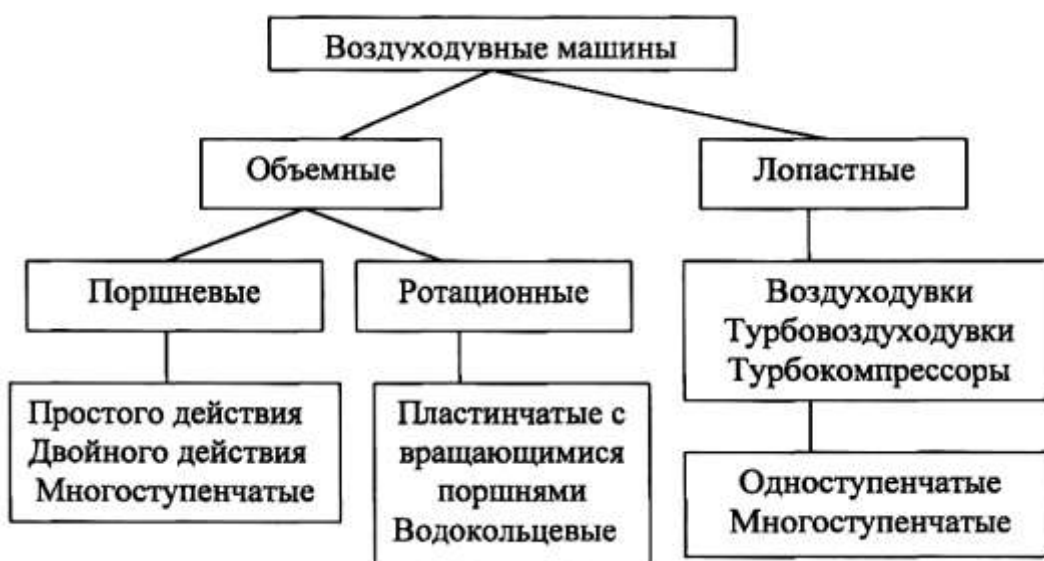 Воздуходувные машины
Объемные
Лопастные
Поршневые
Ротационные
Воздуходувки
Турбовоздуходувки
Турбокомпрессоры
Простого действия
Двойного действия
Многоступенчатые
Пластинчатые с
вращающимися
поршнями
Водокольцевые
Одноступенчатые
Многоступенчатые